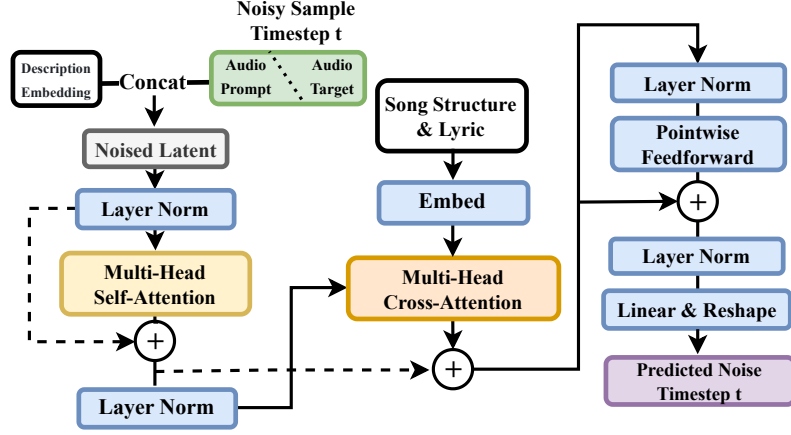 Noisy Sample
Timestep t
Description
Embedding
Concat
Audio
Prompt
Audio
Target
Noised Latent
Layer Norm
Multi-Head
Self-Attention
+
Layer Norm
Song Structure
& Lyric
Embed
Multi-Head
Cross-Attention
+
Layer Norm
Pointwise
Feedforward
+
Layer Norm
Linear & Reshape
Predicted Noise
Timestep t